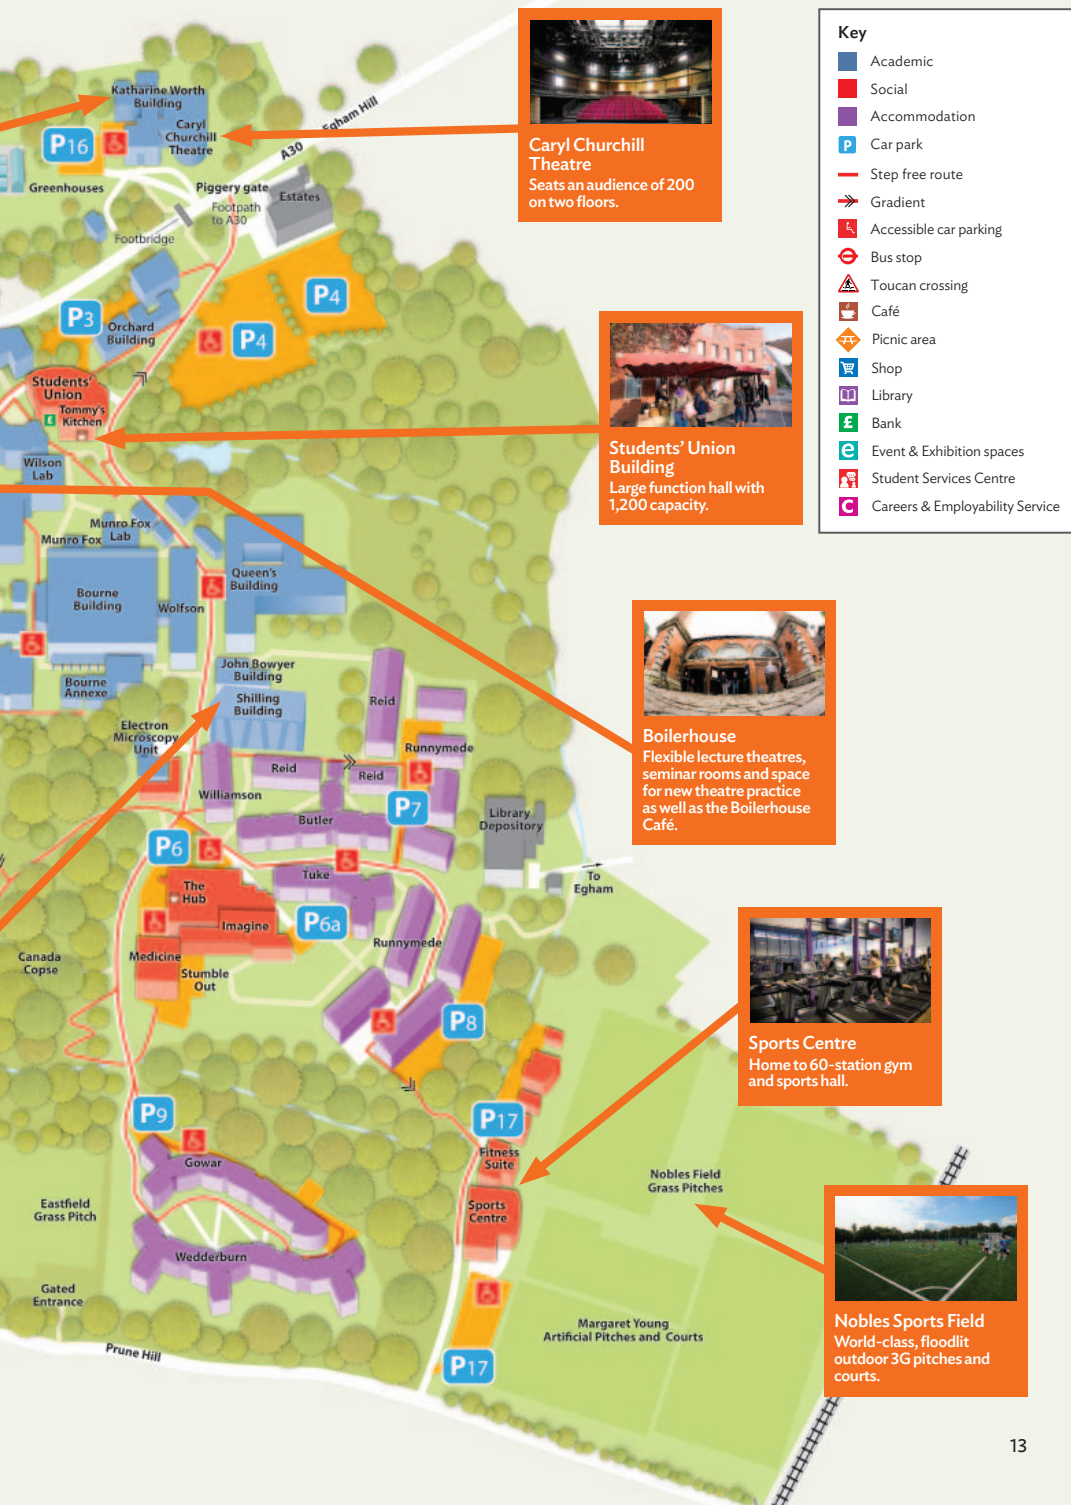 Katharine Worth
Building
Caryl
Churchill
Theatre
P16
Greenhouses
Egham Hill
A30
Piggery gate
Footpath
to A30
Estates
Footbridge
P3
P4
P4
Orchard
Building
Students'
Union
Tommy's
Kitchen
£
Wilson
Lab
Munro Fox
Lab
Munro Fox
Bourne
Building
Wolfson
Queen's
Building
Bourne
Annexe
John Bowyer
Building
Shilling
Building
Electron
Microscopy
Unit
Reid
Runnymede
Reid
Reid
Williamson
Butler
P7
Library
Depository
P6
Tuke
To
Egham
The
Hub
Imagine
P6a
Runnymede
Canada
Copse
Medicine
Stumble
Out
P8
P9
P17
Fitness
Suite
Gowar
Sports
Centre
Nobles Field
Grass Pitches
Eastfield
Grass Pitch
Wedderburn
Gated
Entrance
Margaret Young
Artificial Pitches and Courts
Prune Hill
P17
Caryl Churchill
Theatre
Seats an audience of 200
on two floors.
Students' Union
Building
Large function hall with
1,200 capacity.
Boilerhouse
Flexible lecture theatres,
seminar rooms and space
for new theatre practice
as well as the Boilerhouse
Café.
Sports Centre
Home to 60-station gym
and sports hall.
Nobles Sports Field
World-class, floodlit
outdoor 3G pitches and
courts.
Key
Academic
Social
Accommodation
P Car park
Step free route
Gradient
Accessible car parking
Bus stop
Toucan crossing
Café
Picnic area
Shop
Library
£ Bank
e Event & Exhibition spaces
Student Services Centre
C Careers & Employability Service
13